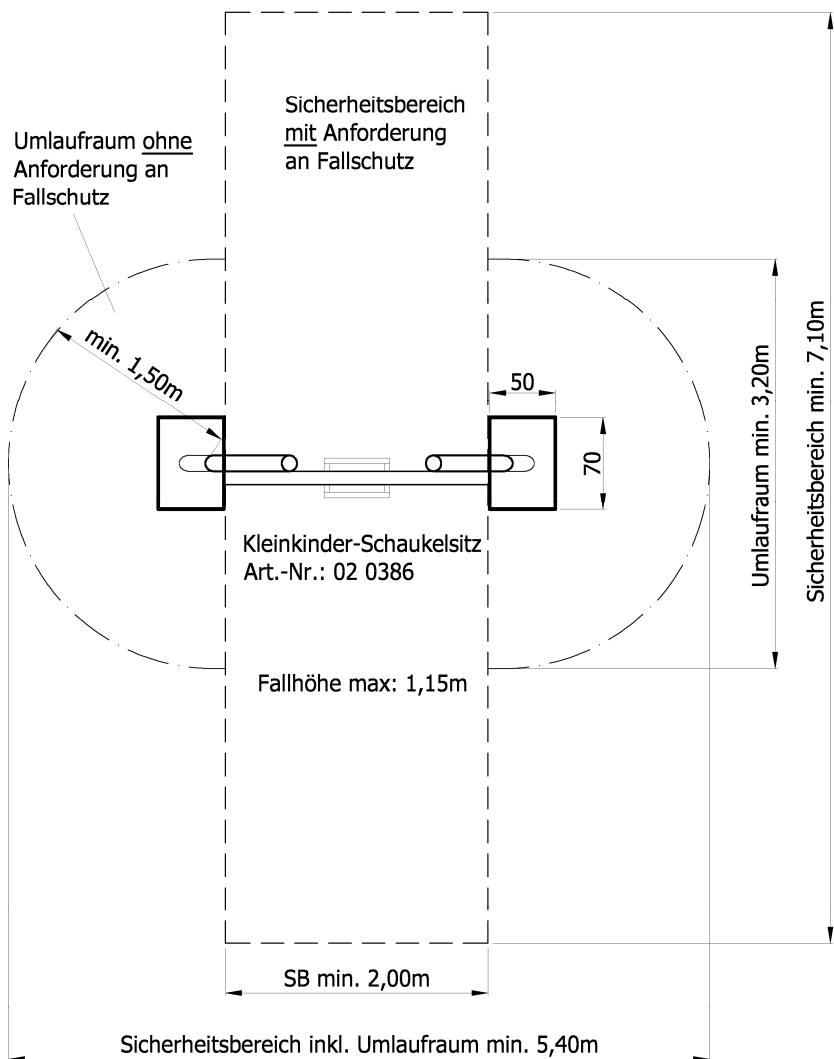 Sicherheitsbereich
mit Anforderung
an Fallschutz
Umlaufraum ohne
Anforderung an
Fallschutz
min. 1,50m
50
70
Umlaufraum min. 3,20m
Sicherheitsbereich min. 7,10m
Kleinkinder-Schaukelsitz
Art.-Nr.: 02 0386
Fallhöhe max: 1,15m
SB min. 2,00m
Sicherheitsbereich inkl. Umlaufraum min. 5,40m